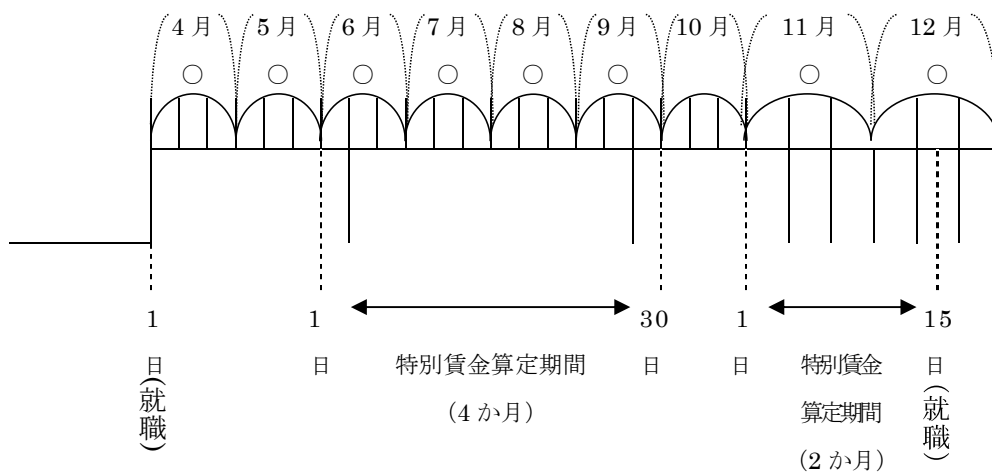 4月 5月 6月 7月 8月 9月 10月 11月 12月
○ ○ ○ ○ ○ ○ ○ ○
1 1 30 1 15
日 日 特別賃金算定期間 日 日 特別賃金 日
(就職) (4か月) 算定期間 (就職)
(2か月)